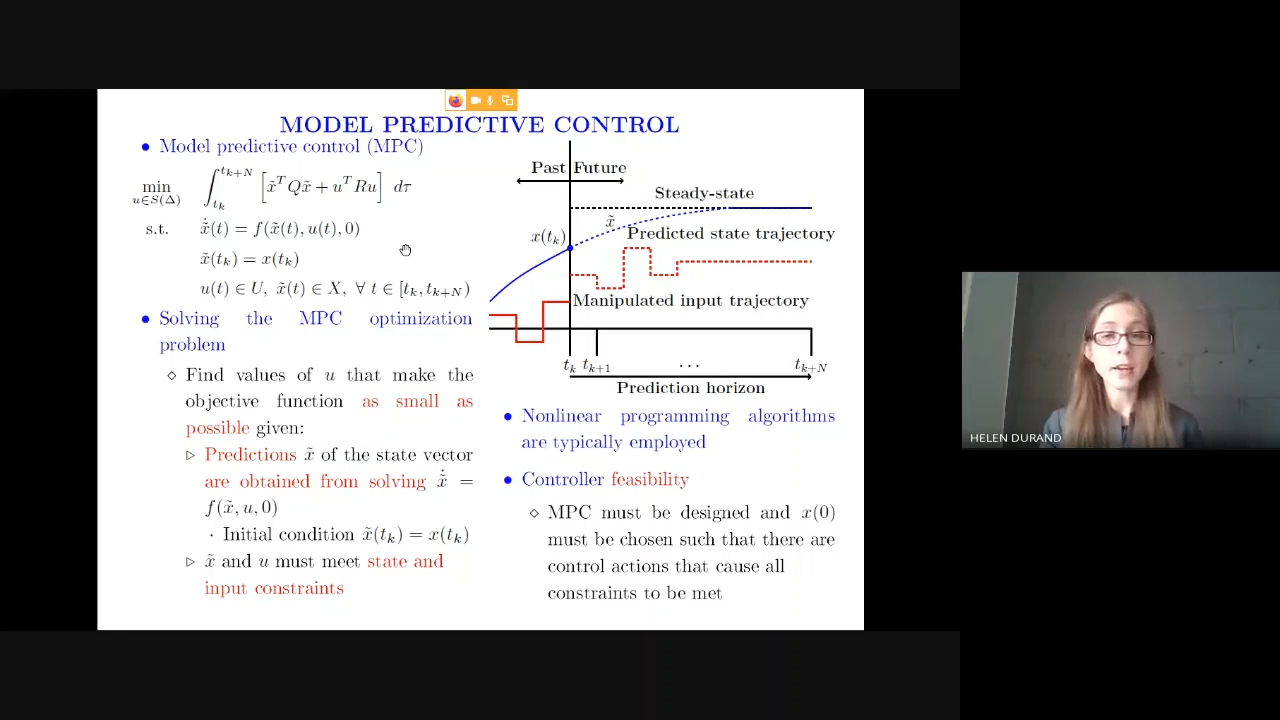 MODEL PREDICTIVE CONTROL
• Model predictive control (MPC)
min u∈S(Δ) ∫_{t_k}^{t_{k+N}} [x̃ᵀQx̃ + uᵀRu] dτ
s.t. x̃̇(t) = f(x̃(t), u(t), 0)
x̃(t_k) = x(t_k)
u(t) ∈ U, x̃(t) ∈ X, ∀ t ∈ [t_k, t_{k+N})
• Solving the MPC optimization
problem
⋄ Find values of u that make the
objective function as small as
possible given:
▷ Predictions x̃ of the state vector
are obtained from solving x̃̇ =
f(x̃, u, 0)
· Initial condition x̃(t_k) = x(t_k)
▷ x̃ and u must meet state and
input constraints
Past Future
Steady-state
x̃
x(t_k)
Predicted state trajectory
Manipulated input trajectory
t_k t_{k+1} ... t_{k+N}
Prediction horizon
• Nonlinear programming algorithms
are typically employed
• Controller feasibility
⋄ MPC must be designed and x(0)
must be chosen such that there are
control actions that cause all
constraints to be met
HELEN DURAND